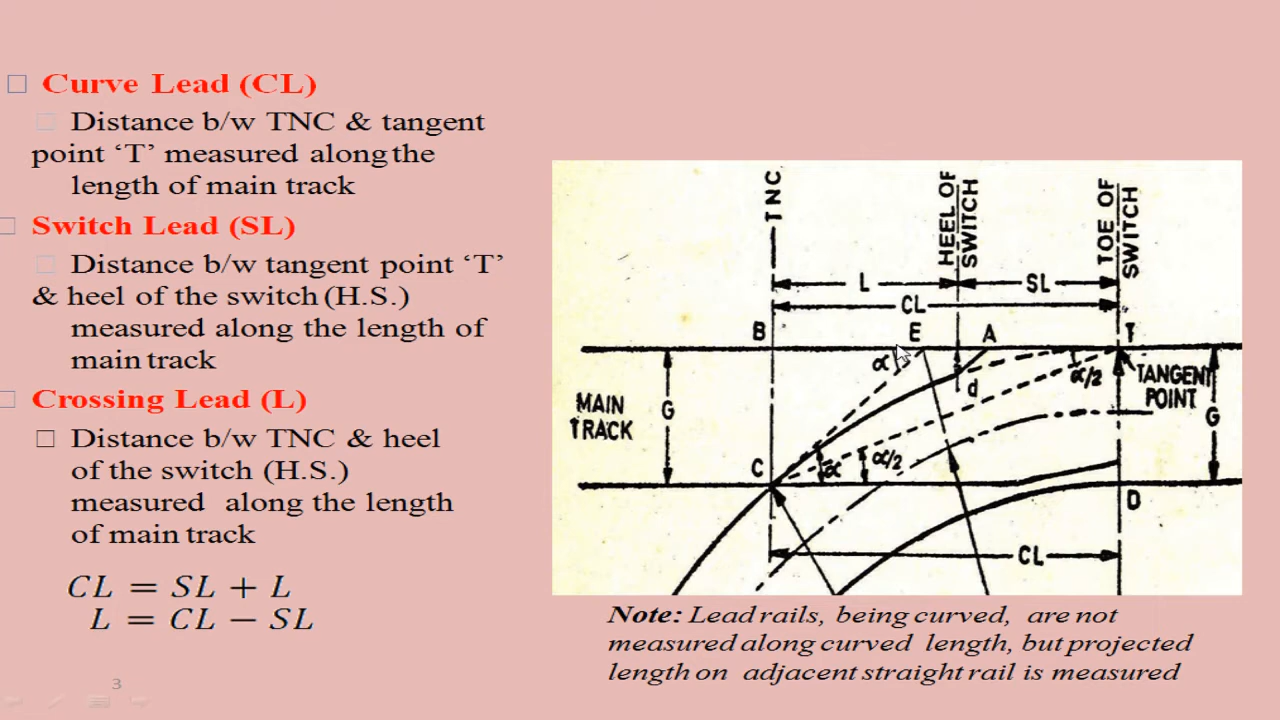 Curve Lead (CL)
Distance b/w TNC & tangent
point ‘T’ measured along the
length of main track
Switch Lead (SL)
Distance b/w tangent point ‘T’
& heel of the switch (H.S.)
measured along the length of
main track
Crossing Lead (L)
Distance b/w TNC & heel
of the switch (H.S.)
measured along the length
of main track
CL = SL + L
L = CL − SL
3
TNC
HEEL OF
SWITCH
TOE OF
SWITCH
L
SL
CL
B
E
A
T
α
d
α/2
TANGENT
POINT
MAIN
TRACK
G
G
C
α
α/2
D
CL
Note: Lead rails, being curved, are not
measured along curved length, but projected
length on adjacent straight rail is measured